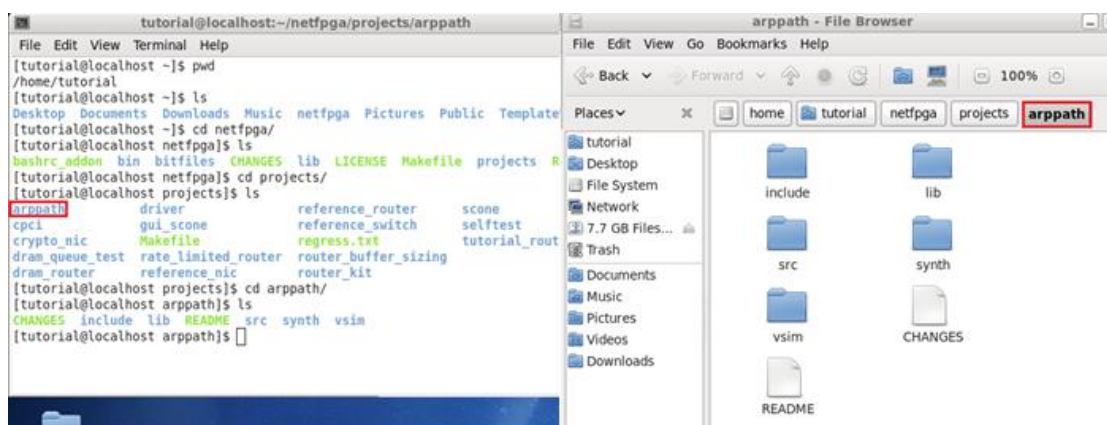 tutorial@localhost:~/netfpga/projects/arppath
File Edit View Terminal Help
[tutorial@localhost ~]$ pwd
/home/tutorial
[tutorial@localhost ~]$ ls
Desktop Documents Downloads Music netfpga Pictures Public Template
[tutorial@localhost ~]$ cd netfpga/
[tutorial@localhost netfpga]$ ls
bashrc_addon bin bitfiles CHANGES lib LICENSE Makefile projects R
[tutorial@localhost netfpga]$ cd projects/
[tutorial@localhost projects]$ ls
arppath driver reference_router scone
cpci gui_scone reference_switch selftest
crypto_nic Makefile regress.txt tutorial_rout
dram_queue_test rate_limited_router router_buffer_sizing
dram_router reference_nic router_kit
[tutorial@localhost projects]$ cd arppath/
[tutorial@localhost arppath]$ ls
CHANGES include lib README src synth vsim
[tutorial@localhost arppath]$
arppath - File Browser
File Edit View Go Bookmarks Help
Back Forward 100%
Places home tutorial netfpga projects arppath
tutorial
Desktop
File System
Network
7.7 GB Files...
Trash
Documents
Music
Pictures
Videos
Downloads
include lib
src synth
vsim CHANGES
README